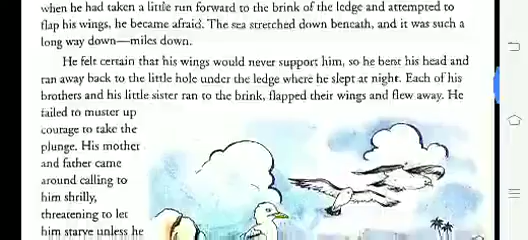 when he had taken a little run forward to the brink of the ledge and attempted to
flap his wings, he became afraid. The sea stretched down beneath, and it was such a
long way down—miles down.
He felt certain that his wings would never support him, so he bent his head and
ran away back to the little hole under the ledge where he slept at night. Each of his
brothers and his little sister ran to the brink, flapped their wings and flew away. He
failed to muster up
courage to take the
plunge. His mother
and father came
around calling to
him shrilly,
threatening to let
him starve unless he